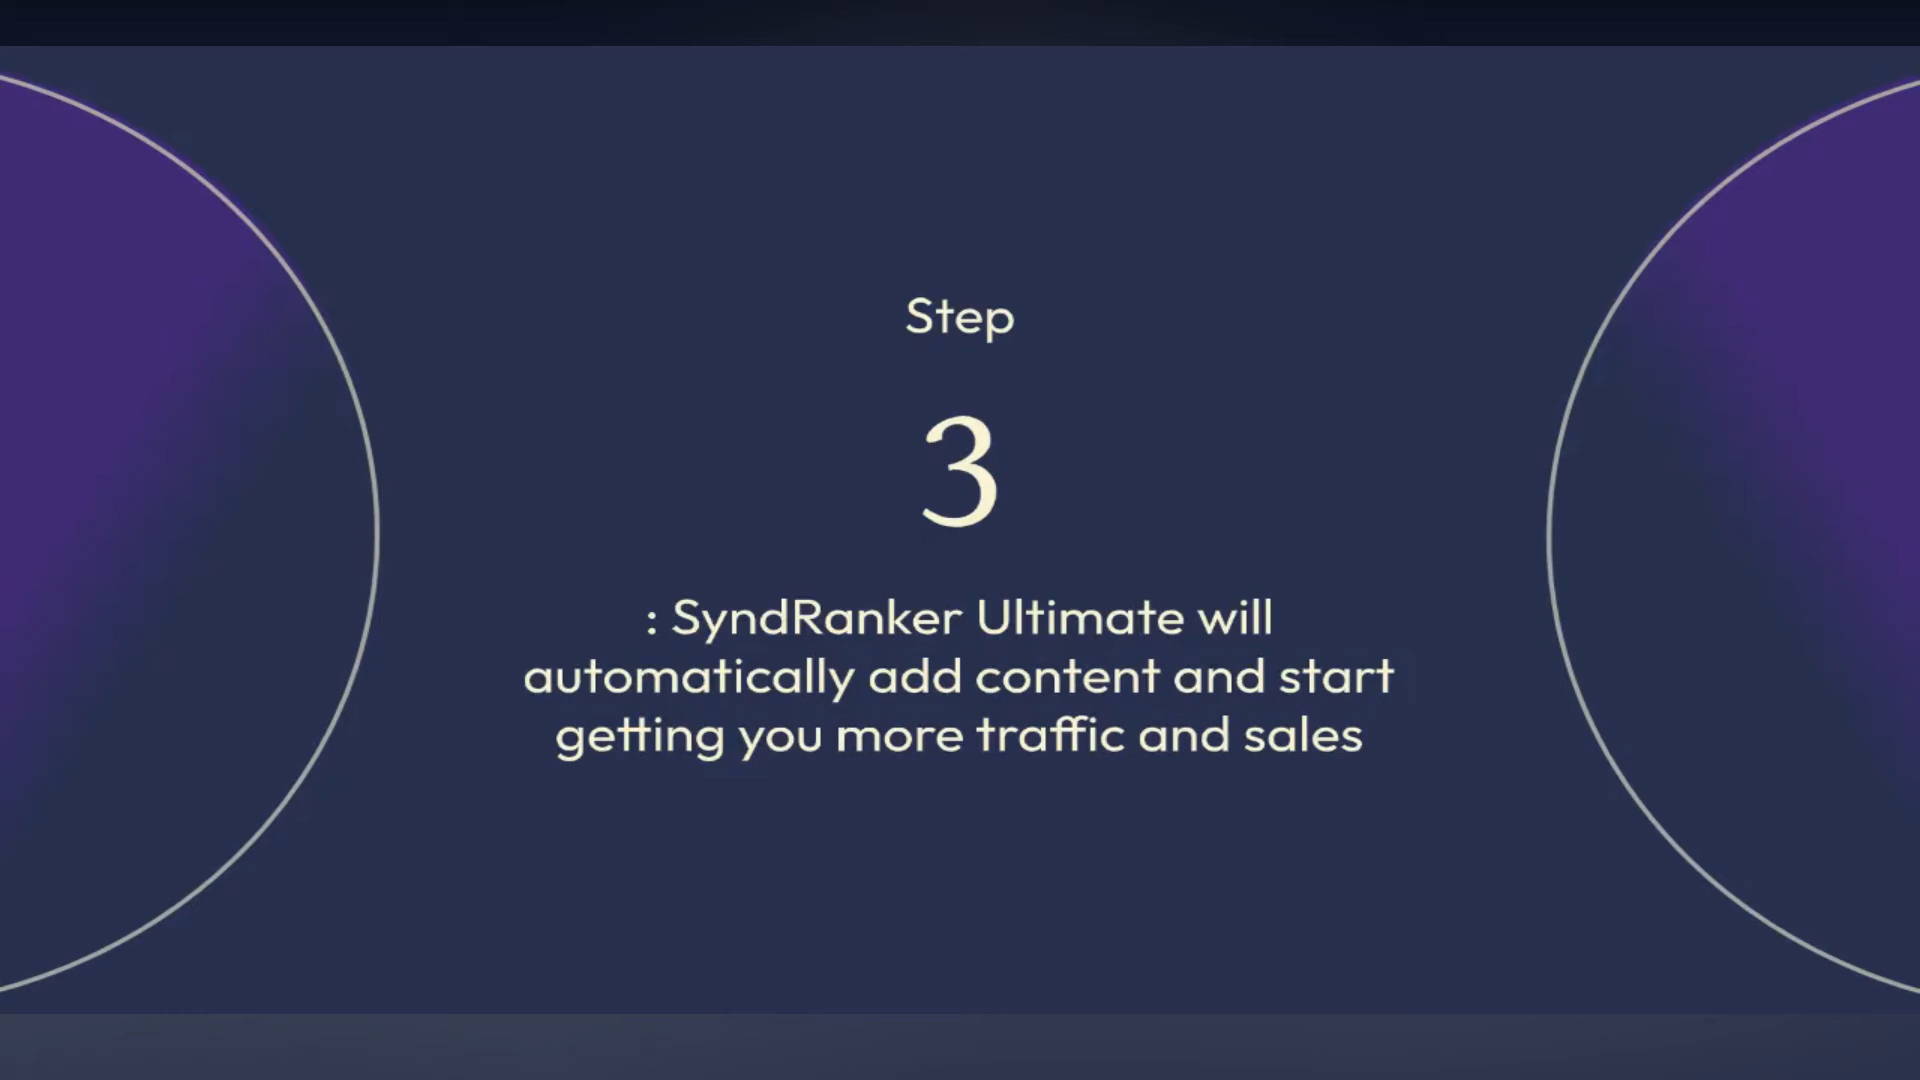 Step
3
: SyndRanker Ultimate will
automatically add content and start
getting you more traffic and sales